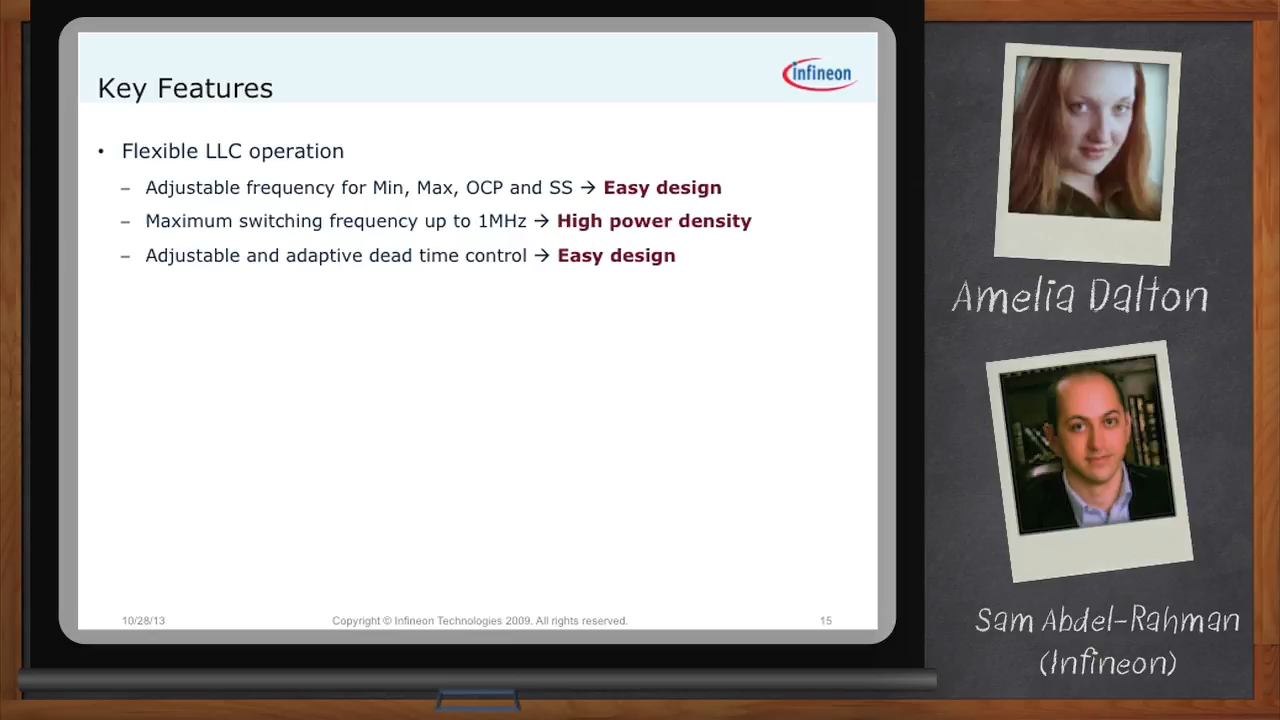 Key Features
infineon
• Flexible LLC operation
– Adjustable frequency for Min, Max, OCP and SS → Easy design
– Maximum switching frequency up to 1MHz → High power density
– Adjustable and adaptive dead time control → Easy design
10/28/13
Copyright © Infineon Technologies 2009. All rights reserved.
15
Amelia Dalton
Sam Abdel-Rahman
(Infineon)